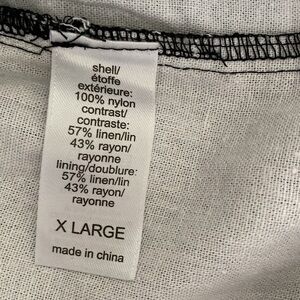 shell/
étoffe
extérieure:
100% nylon
contrast/
contraste:
57% linen/lin
43% rayon/
rayonne
lining/doublure:
57% linen/lin
43% rayon/
rayonne
X LARGE
made in china